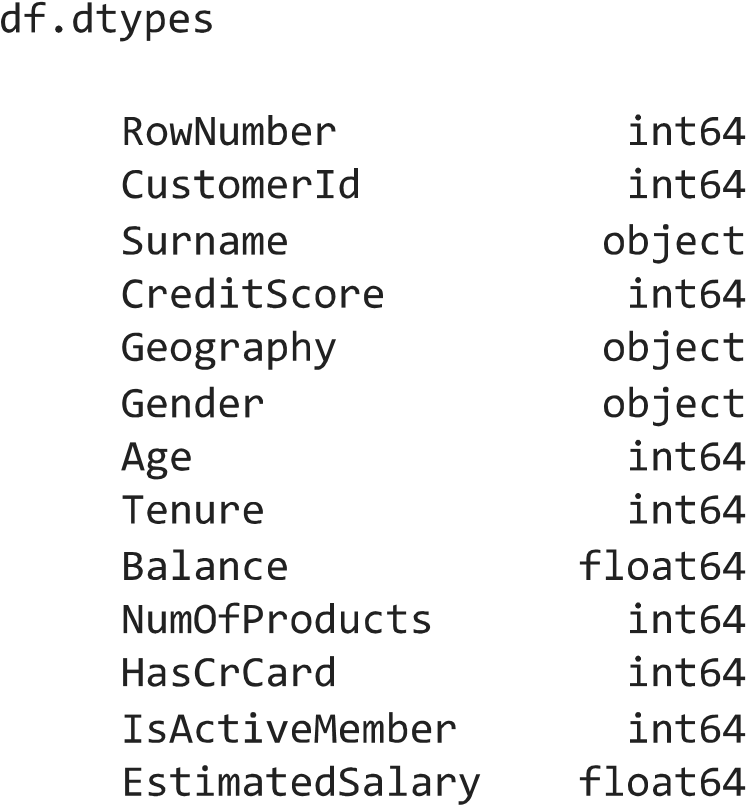 df.dtypes
RowNumber int64
CustomerId int64
Surname object
CreditScore int64
Geography object
Gender object
Age int64
Tenure int64
Balance float64
NumOfProducts int64
HasCrCard int64
IsActiveMember int64
EstimatedSalary float64